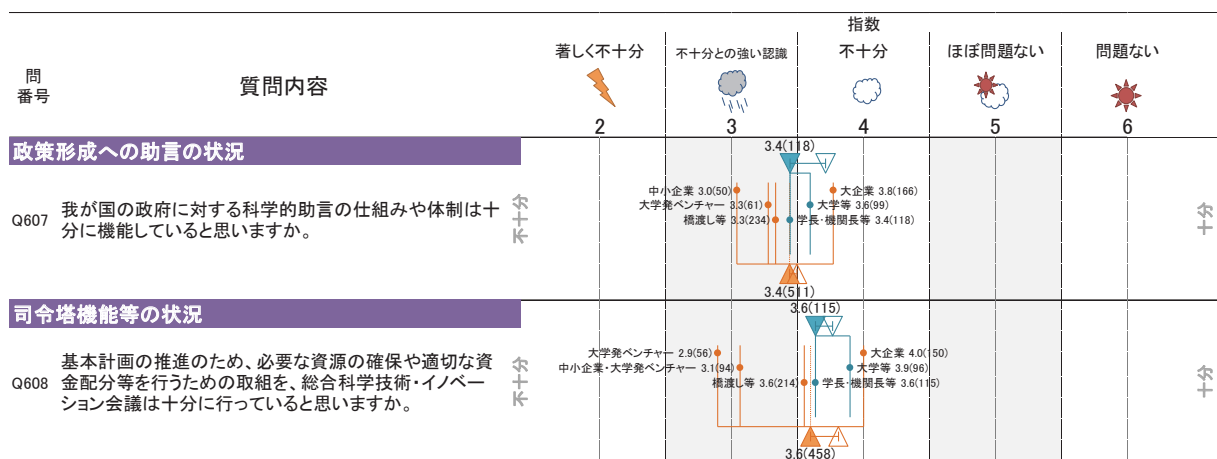 指数
著しく不十分
不十分との強い認識
不十分
ほぼ問題ない
問題ない
問
番号
質問内容
2
3
4
5
6
政策形成への助言の状況
3.4(118)
Q607
我が国の政府に対する科学的助言の仕組みや体制は十
分に機能していると思いますか。
不十分
中小企業 3.0(50)
大企業 3.8(166)
大学発ベンチャー 3.3(61)
大学等 3.6(99)
橋渡し等 3.3(234)
学長・機関長等 3.4(118)
十分
3.4(511)
司令塔機能等の状況
3.6(115)
Q608
基本計画の推進のため、必要な資源の確保や適切な資
金配分等を行うための取組を、総合科学技術・イノベー
ション会議は十分に行っていると思いますか。
不十分
大学発ベンチャー 2.9(56)
大企業 4.0(150)
中小企業・大学発ベンチャー 3.1(94)
大学等 3.9(96)
橋渡し等 3.6(214)
学長・機関長等 3.6(115)
十分
3.6(458)